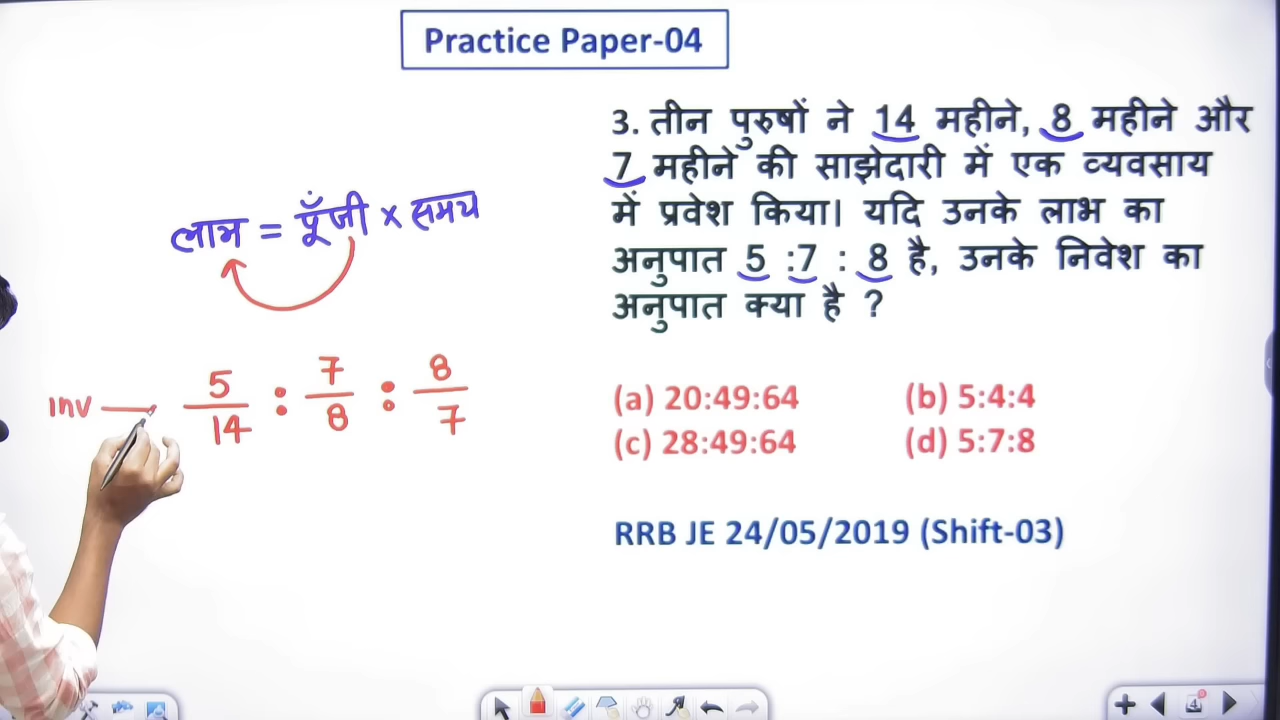 Practice Paper-04
3. तीन पुरुषों ने 14 महीने, 8 महीने और
7 महीने की साझेदारी में एक व्यवसाय
में प्रवेश किया। यदि उनके लाभ का
अनुपात 5 :7 : 8 है, उनके निवेश का
अनुपात क्या है ?
लाभ = पूँजी × समय
Inv 5/14 : 7/8 : 8/7
(a) 20:49:64 (b) 5:4:4
(c) 28:49:64 (d) 5:7:8
RRB JE 24/05/2019 (Shift-03)
4